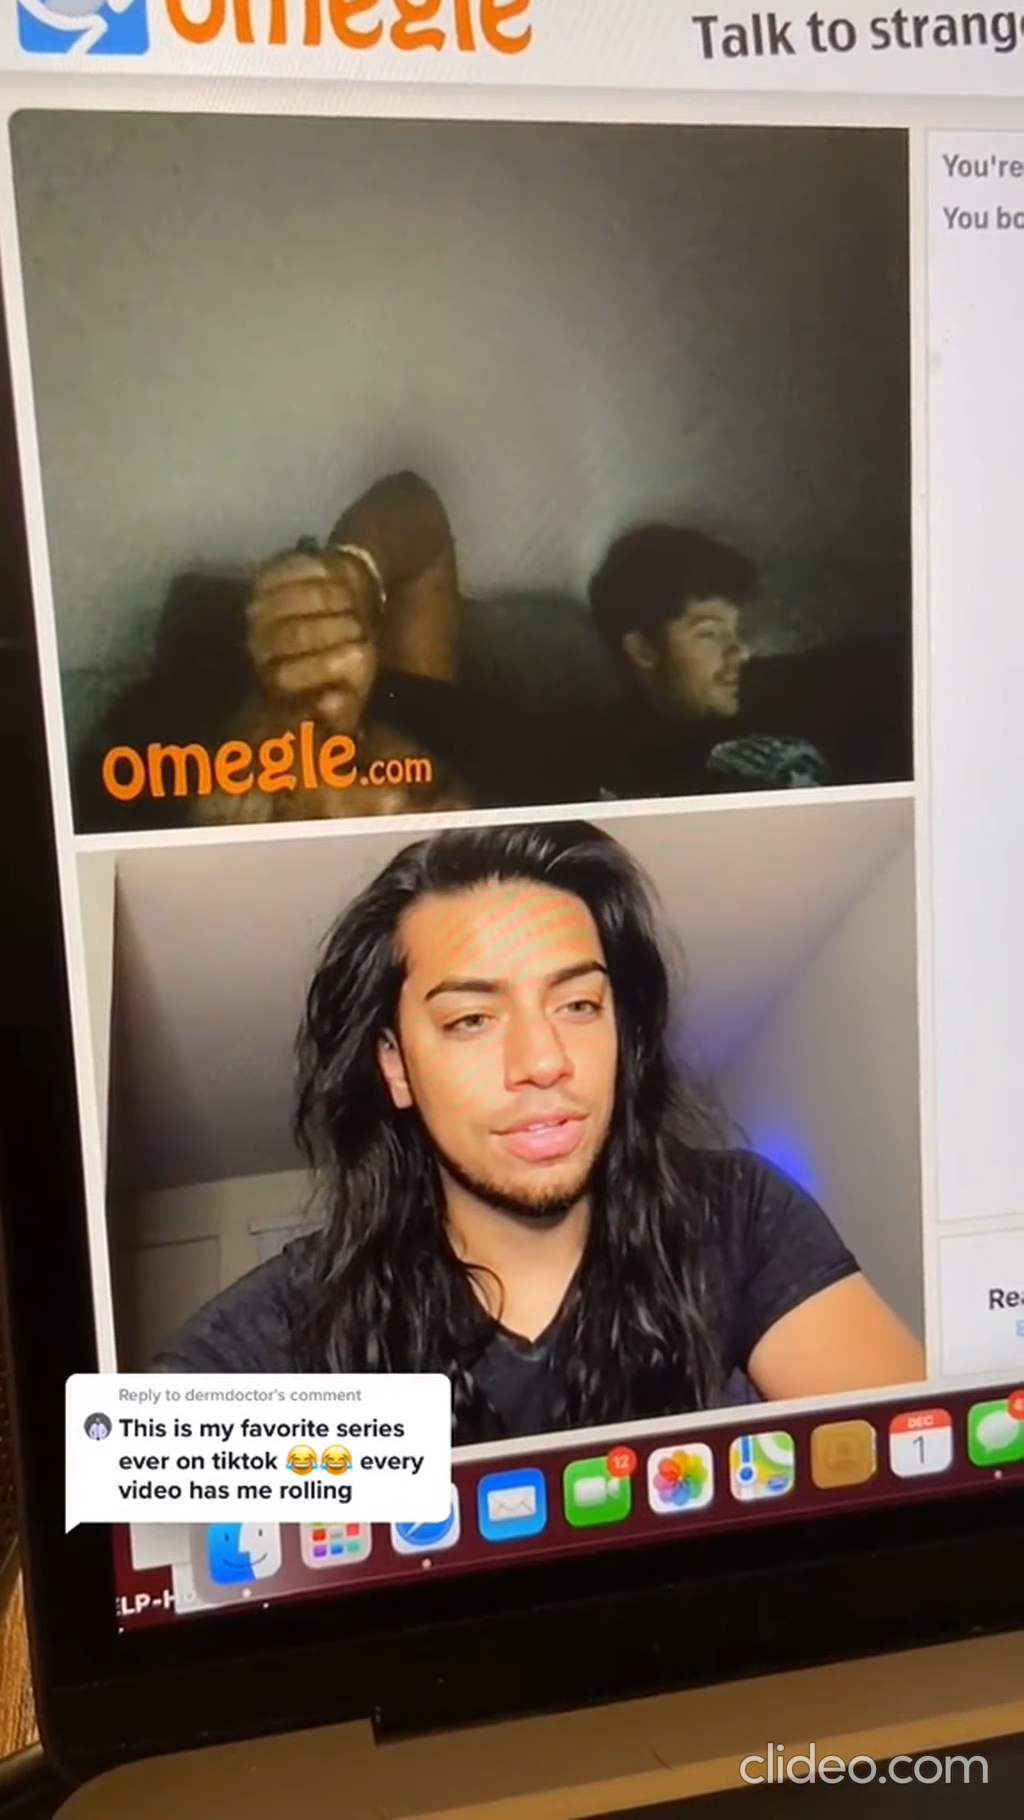 omegle
Talk to strang
You're
You bo
omegle.com
Reply to dermdoctor's comment
This is my favorite series
ever on tiktok 😂😂 every
video has me rolling
12
DEC
1
ELP-H
clideo.com